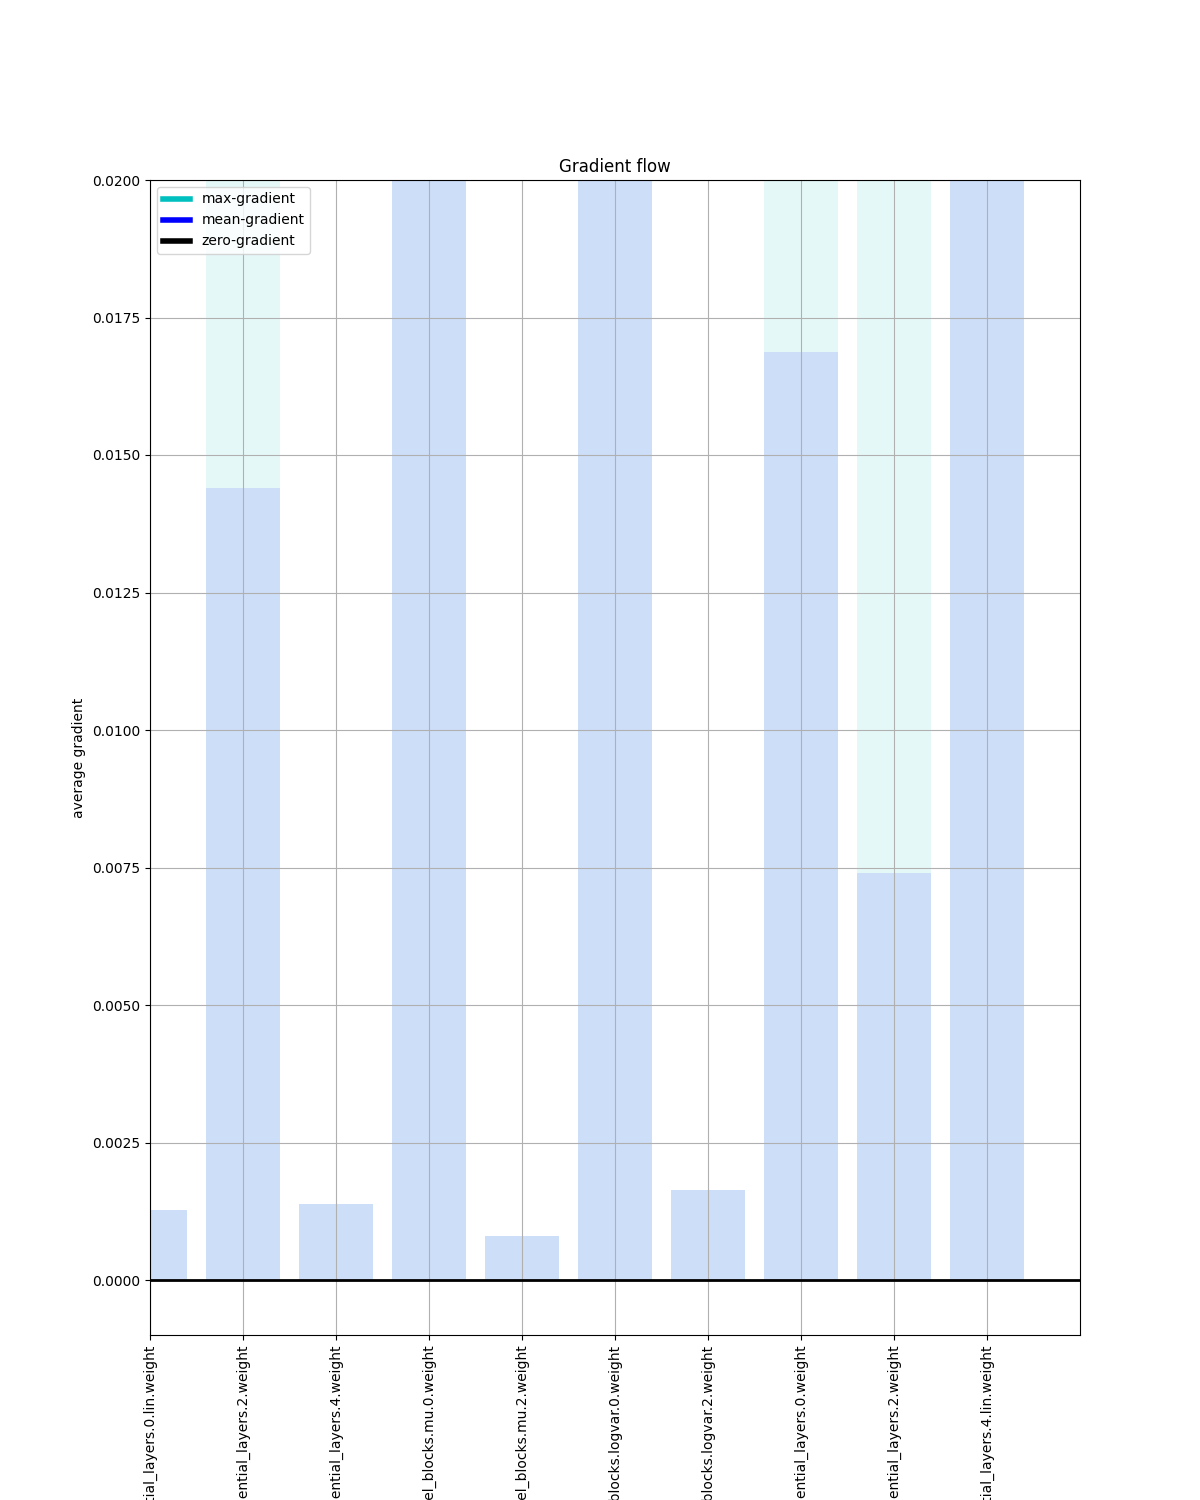 Gradient flow
max-gradient
mean-gradient
zero-gradient
0.0200
0.0175
0.0150
0.0125
0.0100
0.0075
0.0050
0.0025
0.0000
average gradient
tial_layers.0.lin.weight
ential_layers.2.weight
ential_layers.4.weight
el_blocks.mu.0.weight
el_blocks.mu.2.weight
blocks.logvar.0.weight
blocks.logvar.2.weight
ential_layers.0.weight
ential_layers.2.weight
tial_layers.4.lin.weight